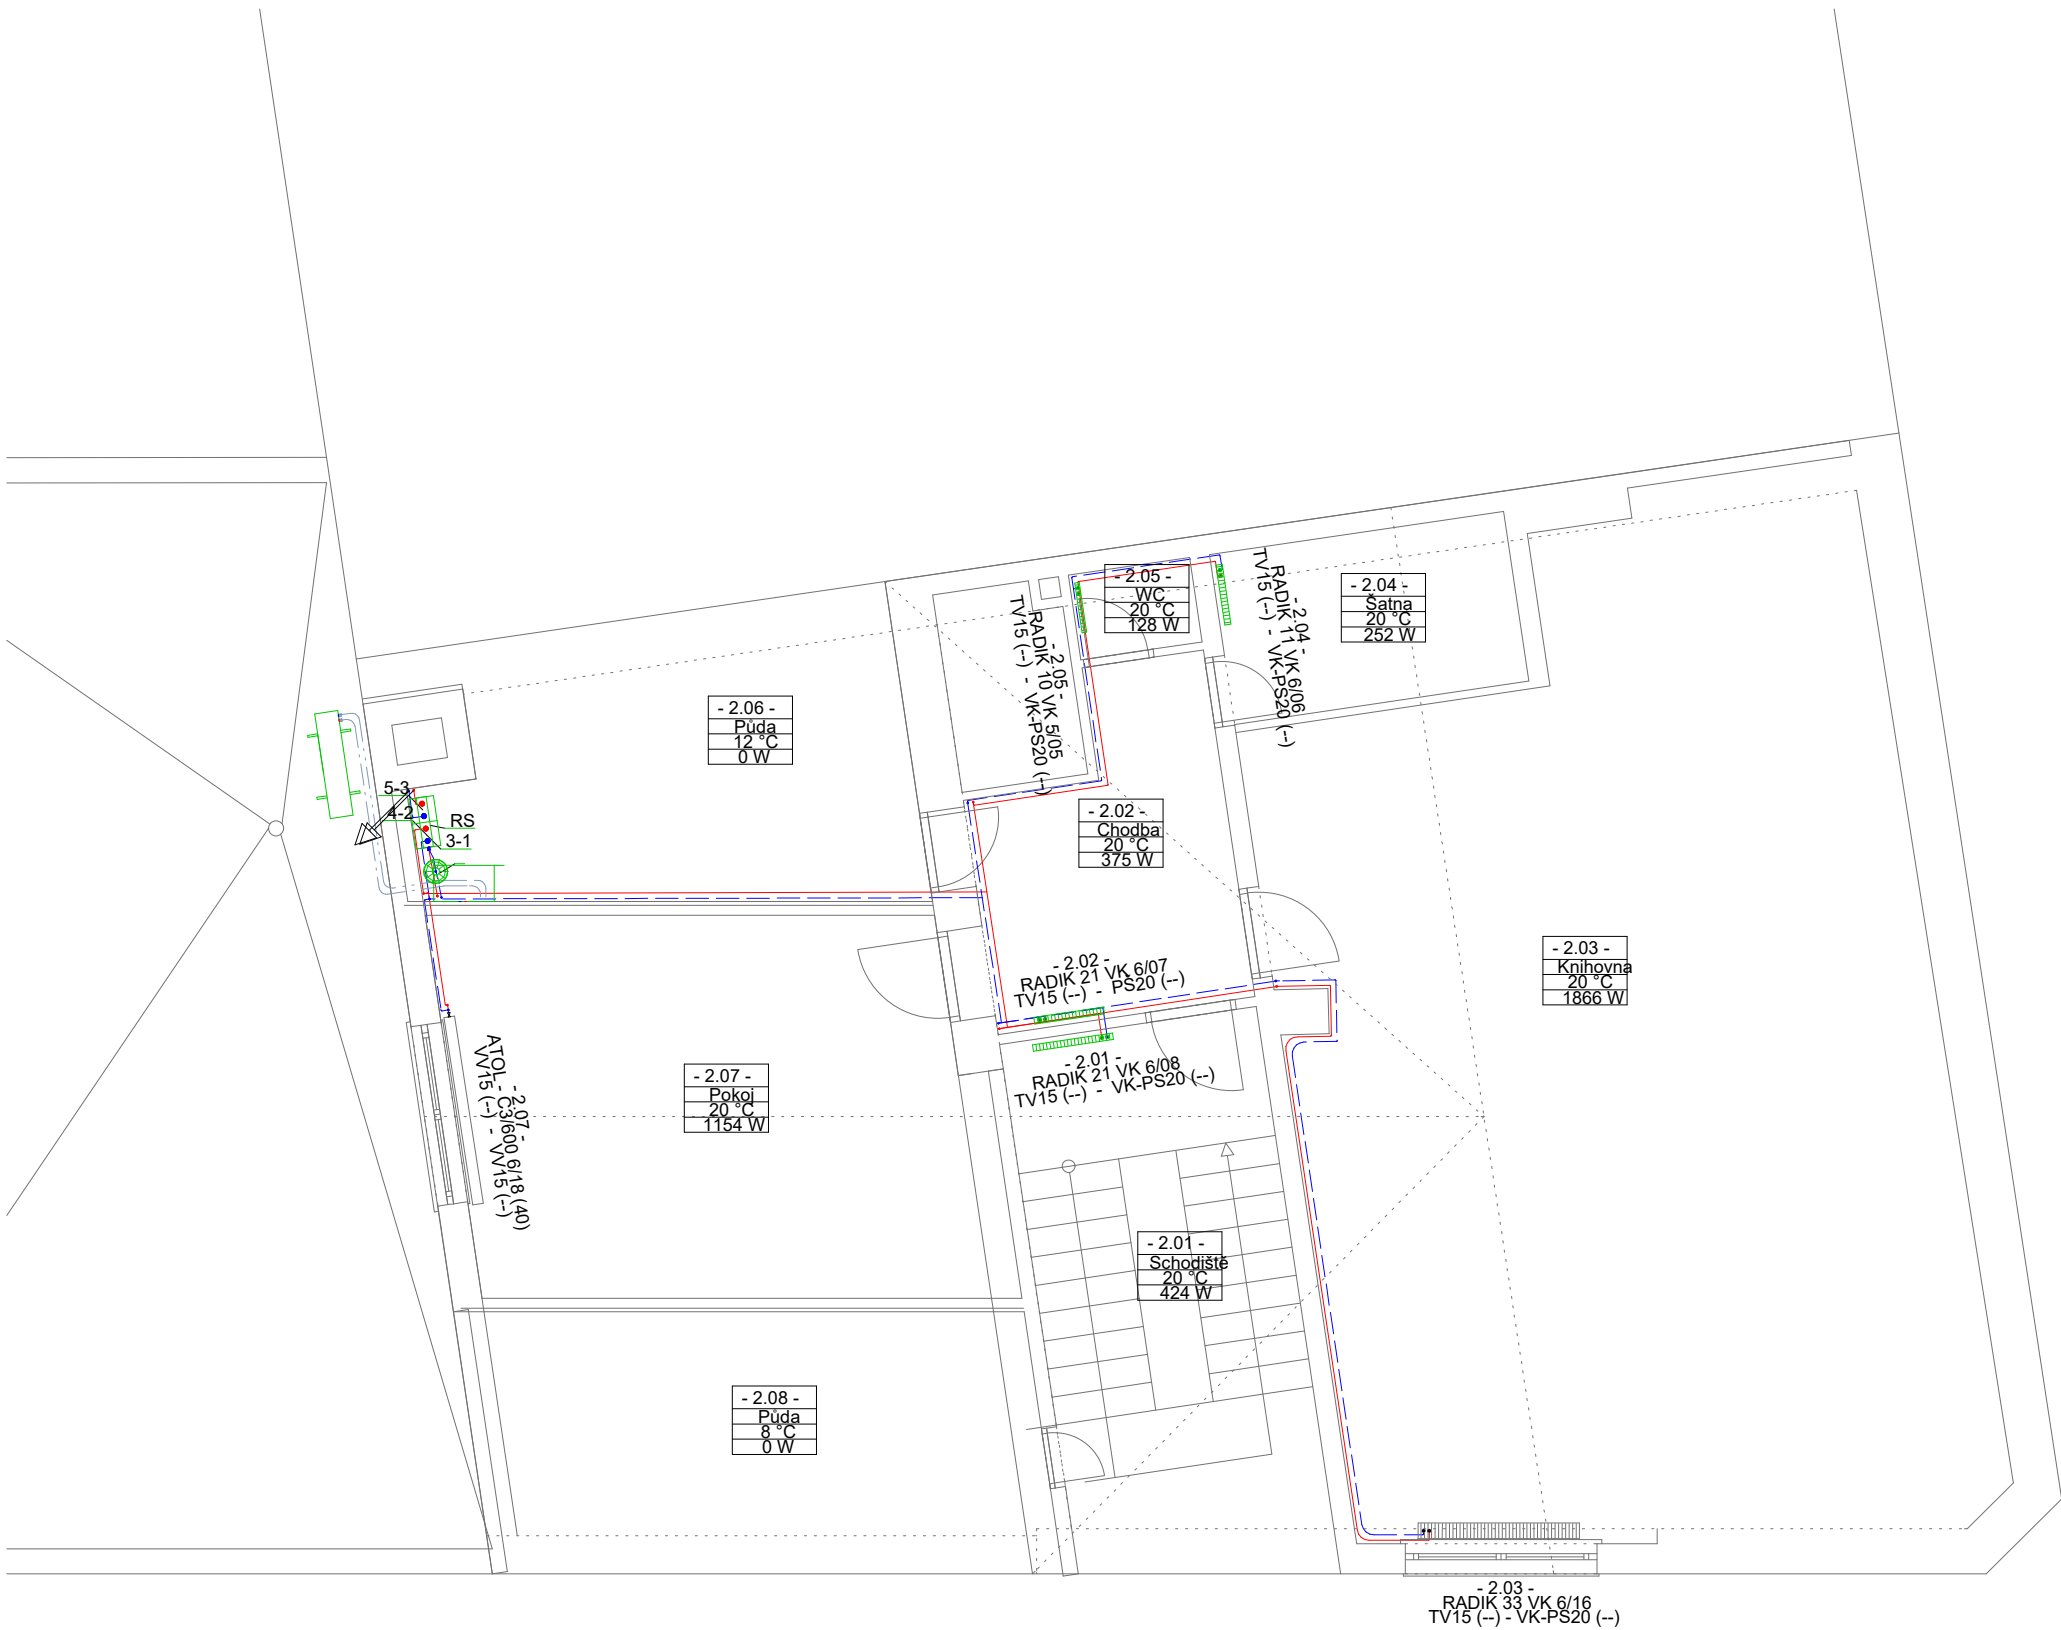 - 2.05 -
WC
20 °C
128 W
- 2.04 -
Šatna
20 °C
252 W
- 2.04 -
RADIK 11 VK 6/06
TV15 (--) - VK-PS20 (--)
- 2.05 -
RADIK 10 VK 5/05
TV15 (--) - VK-PS20 (--)
- 2.06 -
Půda
12 °C
0 W
5-3
4-2
RS
3-1
- 2.02 -
Chodba
20 °C
375 W
- 2.03 -
Knihovna
20 °C
1866 W
- 2.02 -
RADIK 21 VK 6/07
TV15 (--) - PS20 (--)
- 2.01 -
RADIK 21 VK 6/08
TV15 (--) - VK-PS20 (--)
- 2.07 -
ATOL - C3/600 6/18 (40)
VV15 (--) - VV15 (--)
- 2.07 -
Pokoj
20 °C
1154 W
- 2.01 -
Schodiště
20 °C
424 W
- 2.08 -
Půda
8 °C
0 W
- 2.03 -
RADIK 33 VK 6/16
TV15 (--) - VK-PS20 (--)